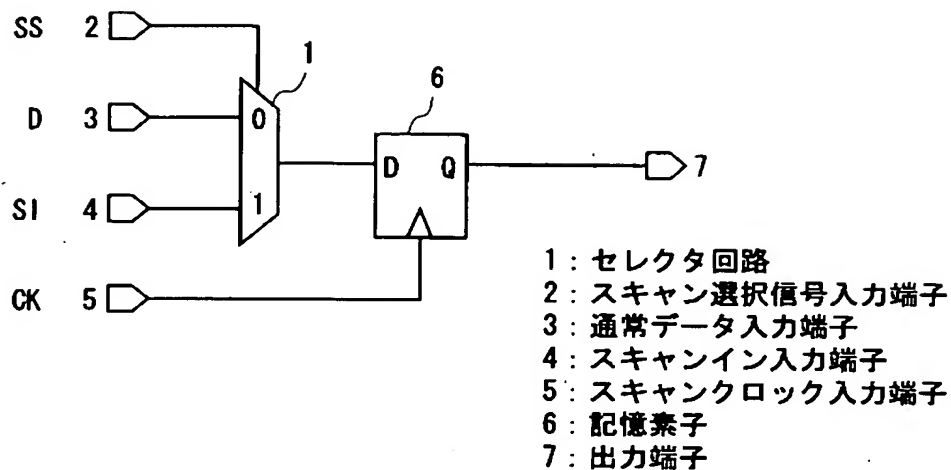 SS 2
1
6
D 3
0
D Q
7
SI 4
1
CK 5
1：セレクタ回路
2：スキャン選択信号入力端子
3：通常データ入力端子
4：スキャンイン入力端子
5：スキャンクロック入力端子
6：記憶素子
7：出力端子